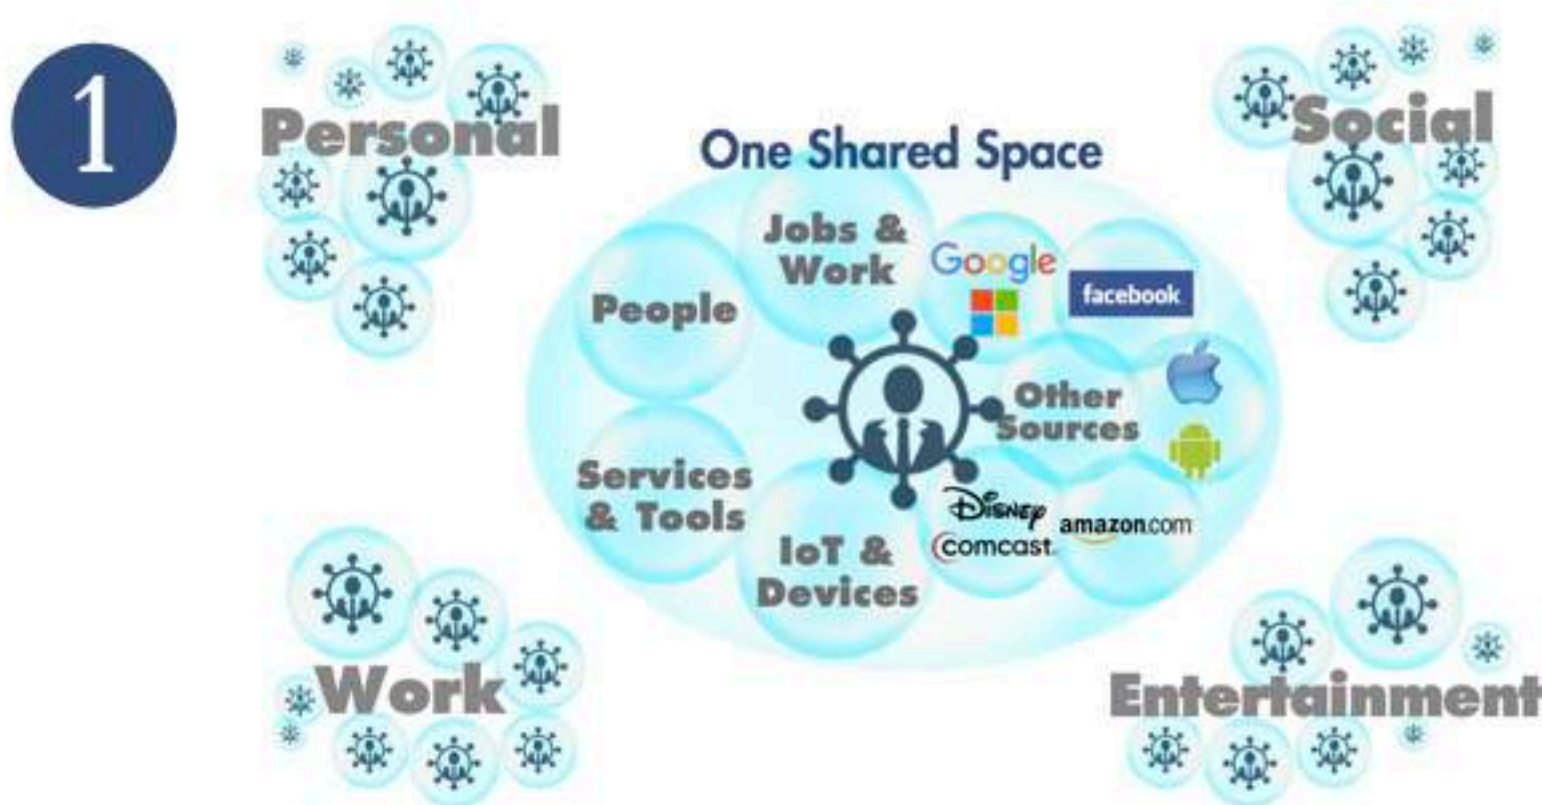 1
Personal
Social
One Shared Space
Jobs &
Work
Google
facebook
People
Other
Sources
Services
& Tools
Disney
comcast.
amazon.com
IoT &
Devices
Work
Entertainment